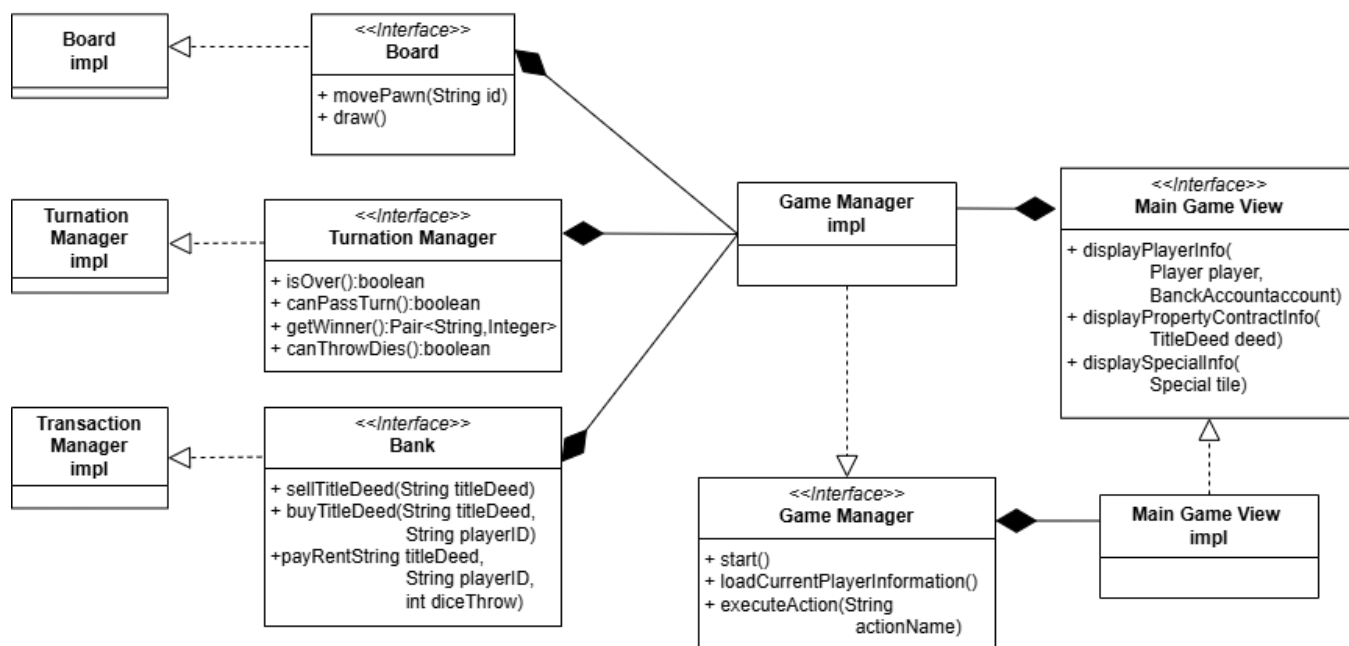 Board
impl
<<Interface>>
Board
+ movePawn(String id)
+ draw()
Turnation
Manager
impl
<<Interface>>
Turnation Manager
+ isOver():boolean
+ canPassTurn():boolean
+ getWinner():Pair<String,Integer>
+ canThrowDies():boolean
Transaction
Manager
impl
<<Interface>>
Bank
+ sellTitleDeed(String titleDeed)
+ buyTitleDeed(String titleDeed,
String playerID)
+payRentString titleDeed,
String playerID,
int diceThrow)
Game Manager
impl
<<Interface>>
Main Game View
+ displayPlayerInfo(
Player player,
BanckAccountaccount)
+ displayPropertyContractInfo(
TitleDeed deed)
+ displaySpecialInfo(
Special tile)
<<Interface>>
Game Manager
+ start()
+ loadCurrentPlayerInformation()
+ executeAction(String
actionName)
Main Game View
impl